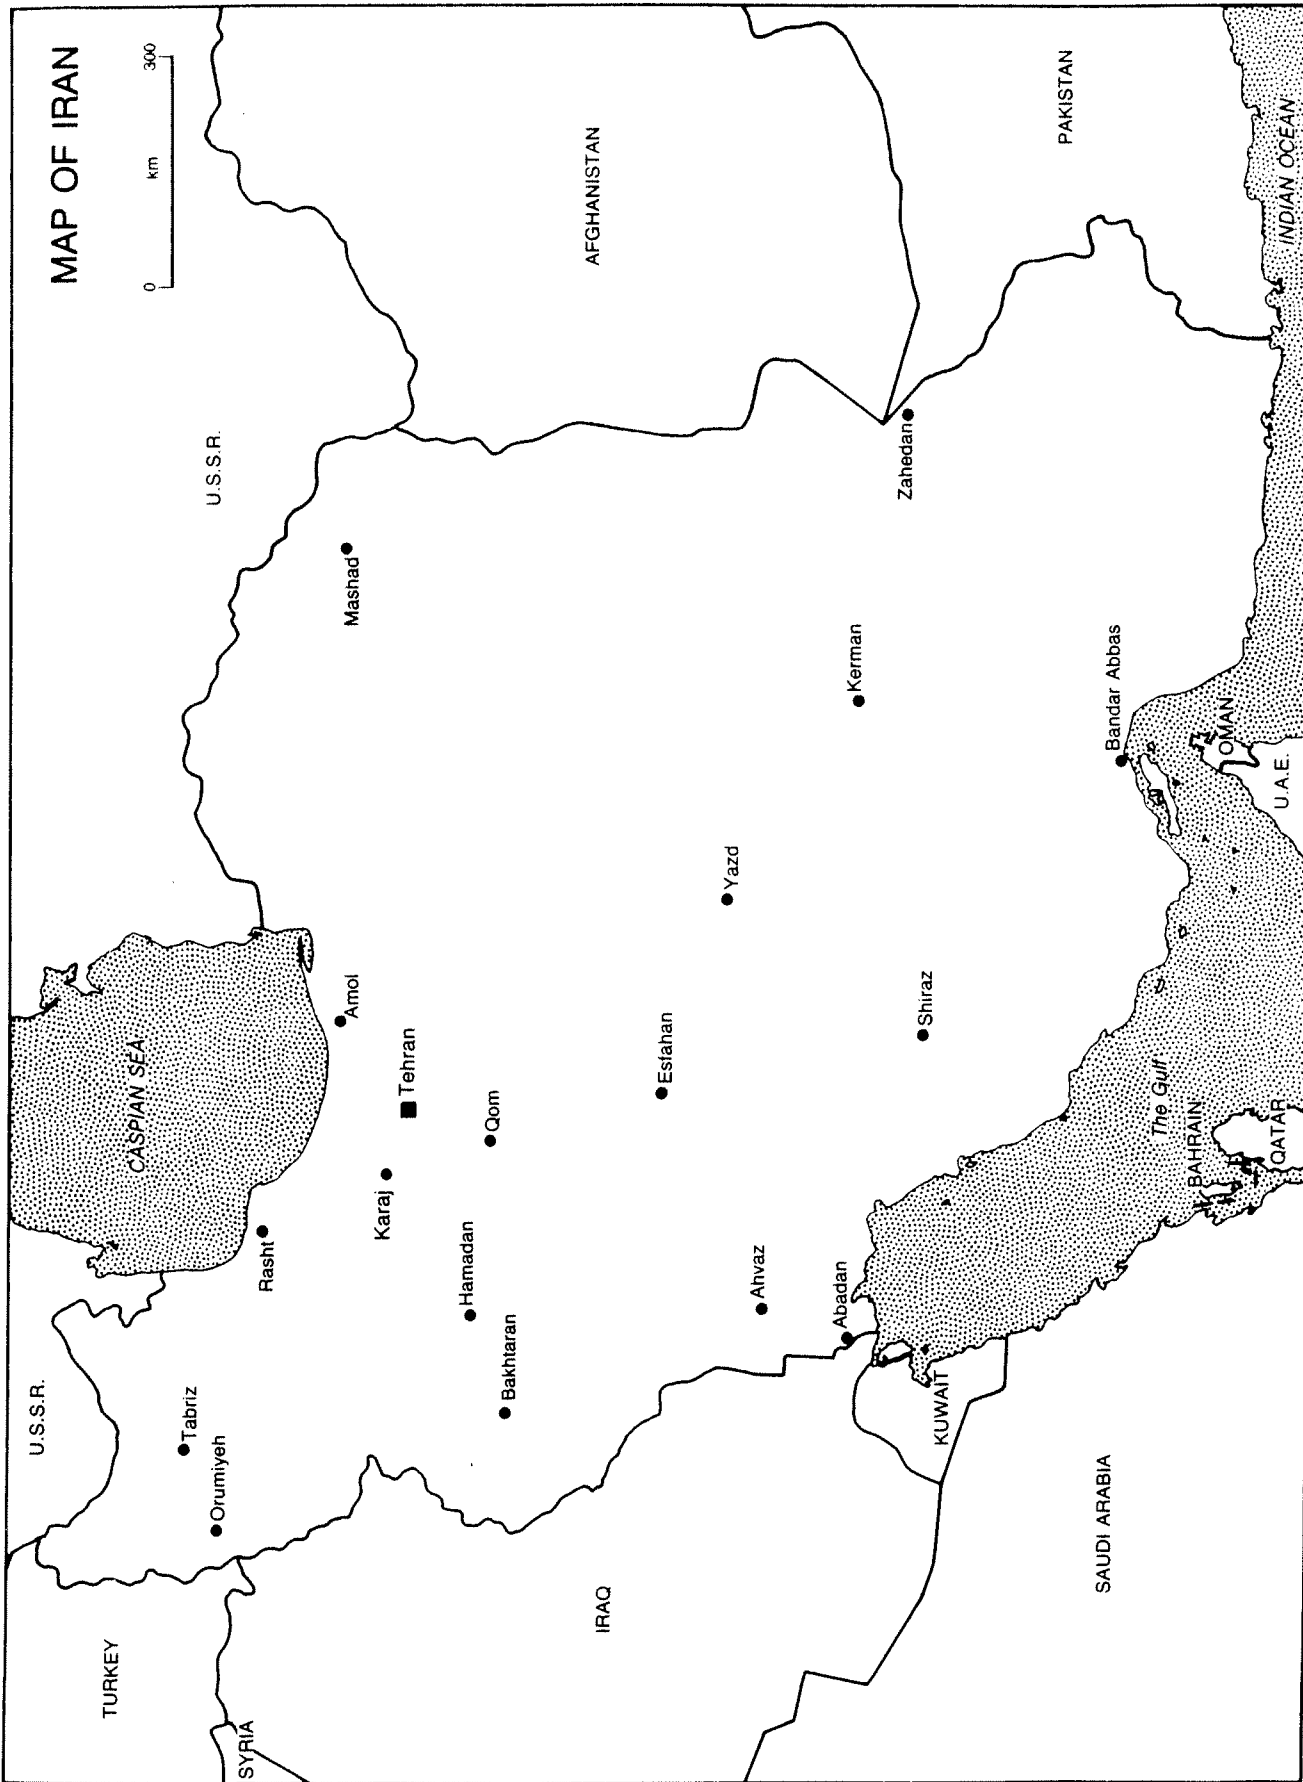 MAP OF IRAN
0 km 300
U.S.S.R.
U.S.S.R.
CASPIAN SEA
TURKEY
SYRIA
Tabriz
Orumiyeh
Rasht
Amol
Mashad
Karaj
Tehran
Hamadan
Qom
Bakhtaran
AFGHANISTAN
IRAQ
Esfahan
Yazd
Ahvaz
Abadan
Kerman
Zahedan
Shiraz
KUWAIT
PAKISTAN
SAUDI ARABIA
Bandar Abbas
The Gulf
BAHRAIN
QATAR
OMAN
U.A.E.
INDIAN OCEAN